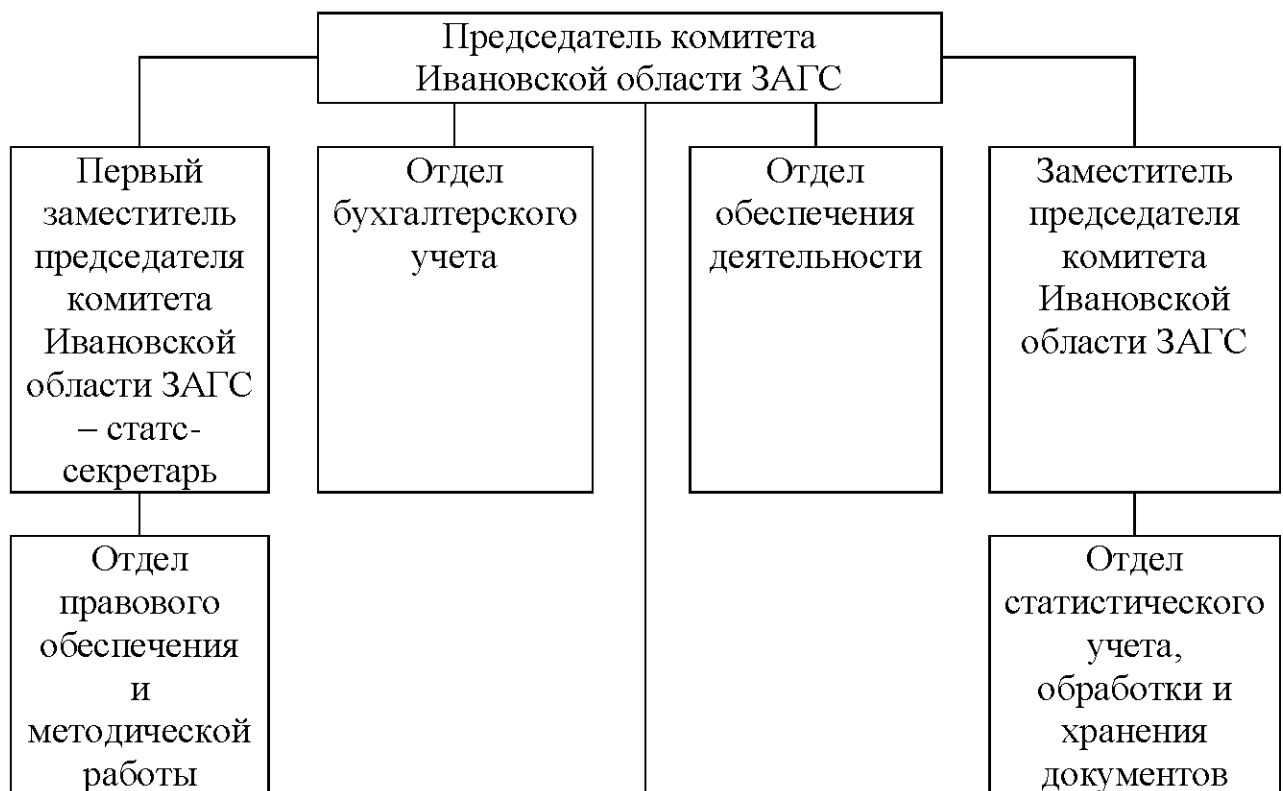 Председатель комитета
Ивановской области ЗАГС
Первый
заместитель
председателя
комитета
Ивановской
области ЗАГС
– статс-
секретарь
Отдел
бухгалтерского
учета
Отдел
обеспечения
деятельности
Заместитель
председателя
комитета
Ивановской
области ЗАГС
Отдел
правового
обеспечения
и
методической
работы
Отдел
статистического
учета,
обработки и
хранения
документов